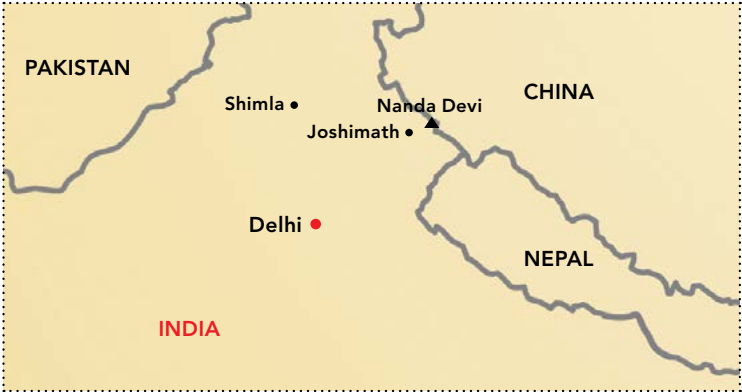 PAKISTAN
CHINA
Shimla
Nanda Devi
Joshimath
Delhi
NEPAL
INDIA